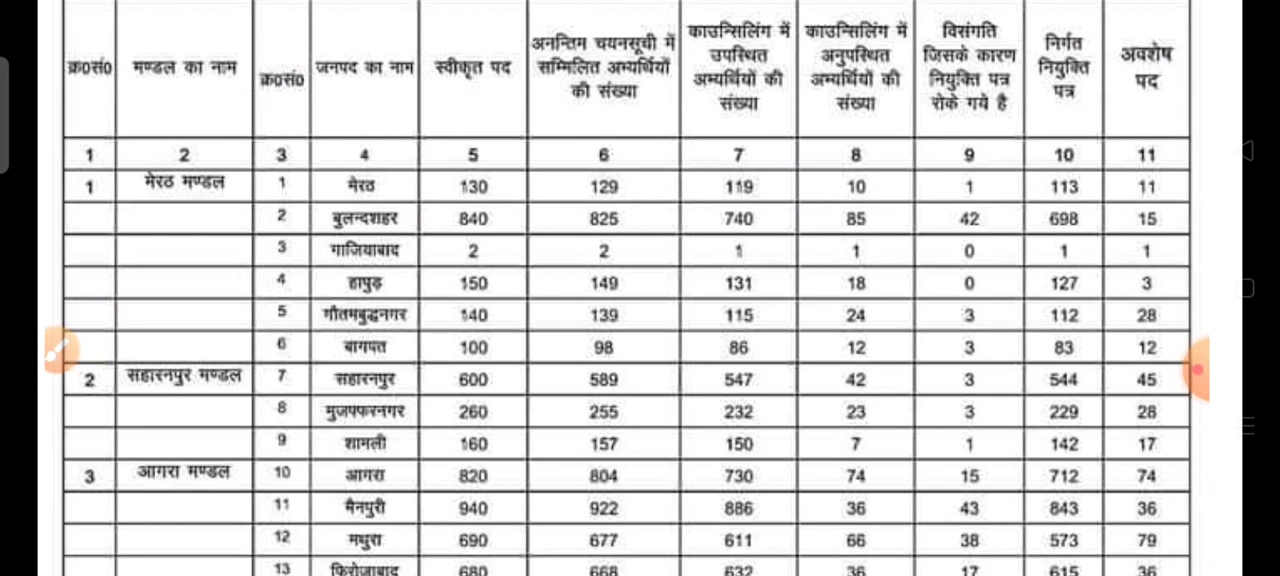 क्र0सं0 | मण्डल का नाम | क्र0सं0 | जनपद का नाम | स्वीकृत पद | अनन्तिम चयनसूची में सम्मिलित अभ्यर्थियों की संख्या | काउन्सिलिंग में उपस्थित अभ्यर्थियों की संख्या | काउन्सिलिंग में अनुपस्थित अभ्यर्थियों की संख्या | विसंगति जिसके कारण नियुक्ति पत्र रोके गये है | निर्गत नियुक्ति पत्र | अवशेष पद
1 2 3 4 5 6 7 8 9 10 11
1 मेरठ मण्डल 1 मेरठ 130 129 119 10 1 113 11
2 बुलन्दशहर 840 825 740 85 42 698 15
3 गाजियाबाद 2 2 1 1 0 1 1
4 हापुड़ 150 149 131 18 0 127 3
5 गौतमबुद्धनगर 140 139 115 24 3 112 28
6 बागपत 100 98 86 12 3 83 12
2 सहारनपुर मण्डल 7 सहारनपुर 600 589 547 42 3 544 45
8 मुजफ्फरनगर 260 255 232 23 3 229 28
9 शामली 160 157 150 7 1 142 17
3 आगरा मण्डल 10 आगरा 820 804 730 74 15 712 74
11 मैनपुरी 940 922 886 36 43 843 36
12 मथुरा 690 677 611 66 38 573 79
13 फिरोजाबाद 680 668 632 36 17 615 36